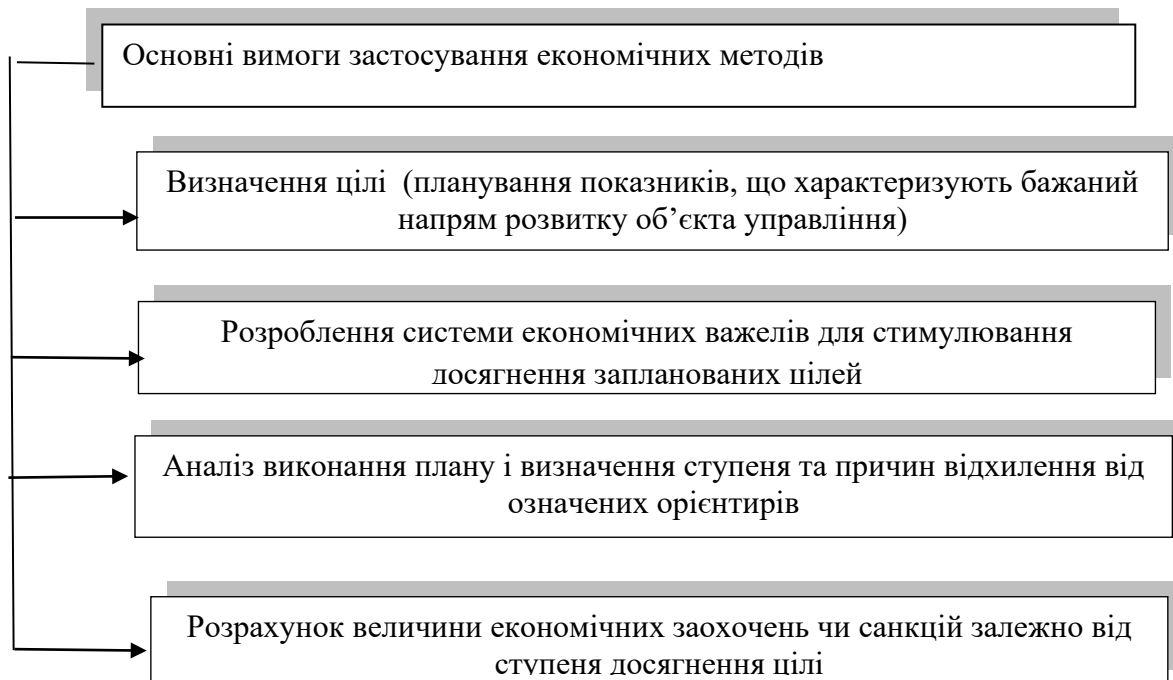 Основні вимоги застосування економічних методів
Визначення цілі (планування показників, що характеризують бажаний
напрям розвитку об’єкта управління)
Розроблення системи економічних важелів для стимулювання
досягнення запланованих цілей
Аналіз виконання плану і визначення ступеня та причин відхилення від
означених орієнтирів
Розрахунок величини економічних заохочень чи санкцій залежно від
ступеня досягнення цілі